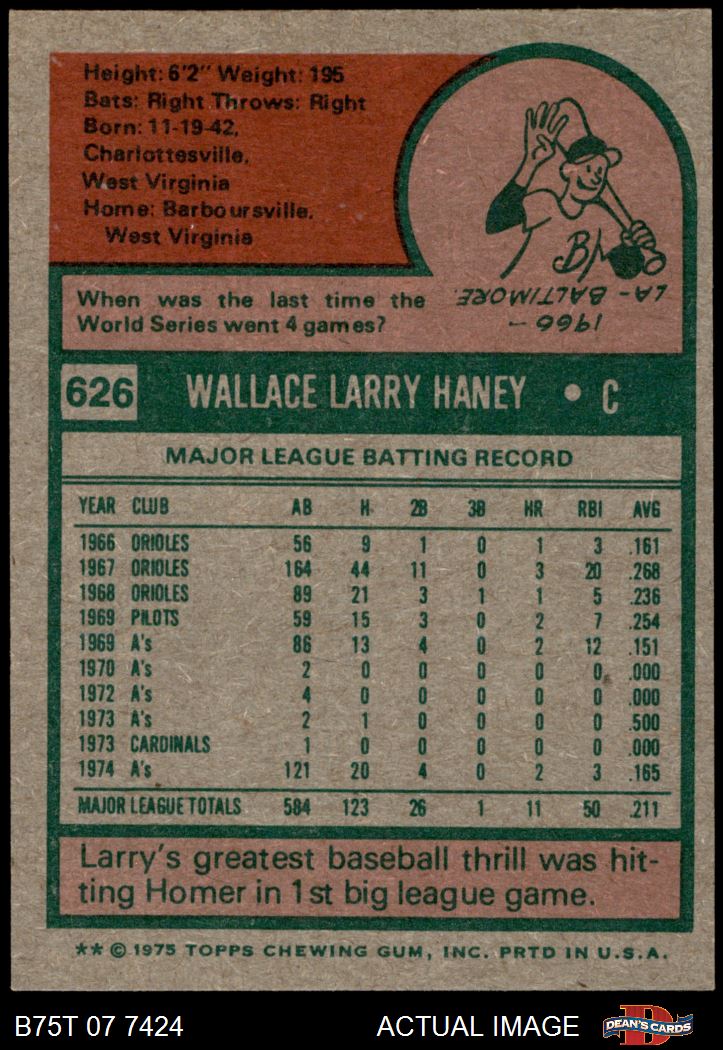 Height: 6'2" Weight: 195
Bats: Right Throws: Right
Born: 11-19-42,
Charlottesville,
West Virginia
Home: Barboursville,
West Virginia
B
When was the last time the
World Series went 4 games?
1966 -
LA - BALTIMORE.
626 WALLACE LARRY HANEY • C
MAJOR LEAGUE BATTING RECORD
YEAR CLUB AB H 2B 3B HR RBI AVG
1966 ORIOLES 56 9 1 0 1 3 .161
1967 ORIOLES 164 44 11 0 3 20 .268
1968 ORIOLES 89 21 3 1 1 5 .236
1969 PILOTS 59 15 3 0 2 7 .254
1969 A's 86 13 4 0 2 12 .151
1970 A's 2 0 0 0 0 0 .000
1972 A's 4 0 0 0 0 0 .000
1973 A's 2 1 0 0 0 0 .500
1973 CARDINALS 1 0 0 0 0 0 .000
1974 A's 121 20 4 0 2 3 .165
MAJOR LEAGUE TOTALS 584 123 26 1 11 50 .211
Larry's greatest baseball thrill was hit-
ting Homer in 1st big league game.
** © 1975 TOPPS CHEWING GUM, INC. PRTD IN U.S.A.
B75T 07 7424 ACTUAL IMAGE
D
DEAN'S CARDS